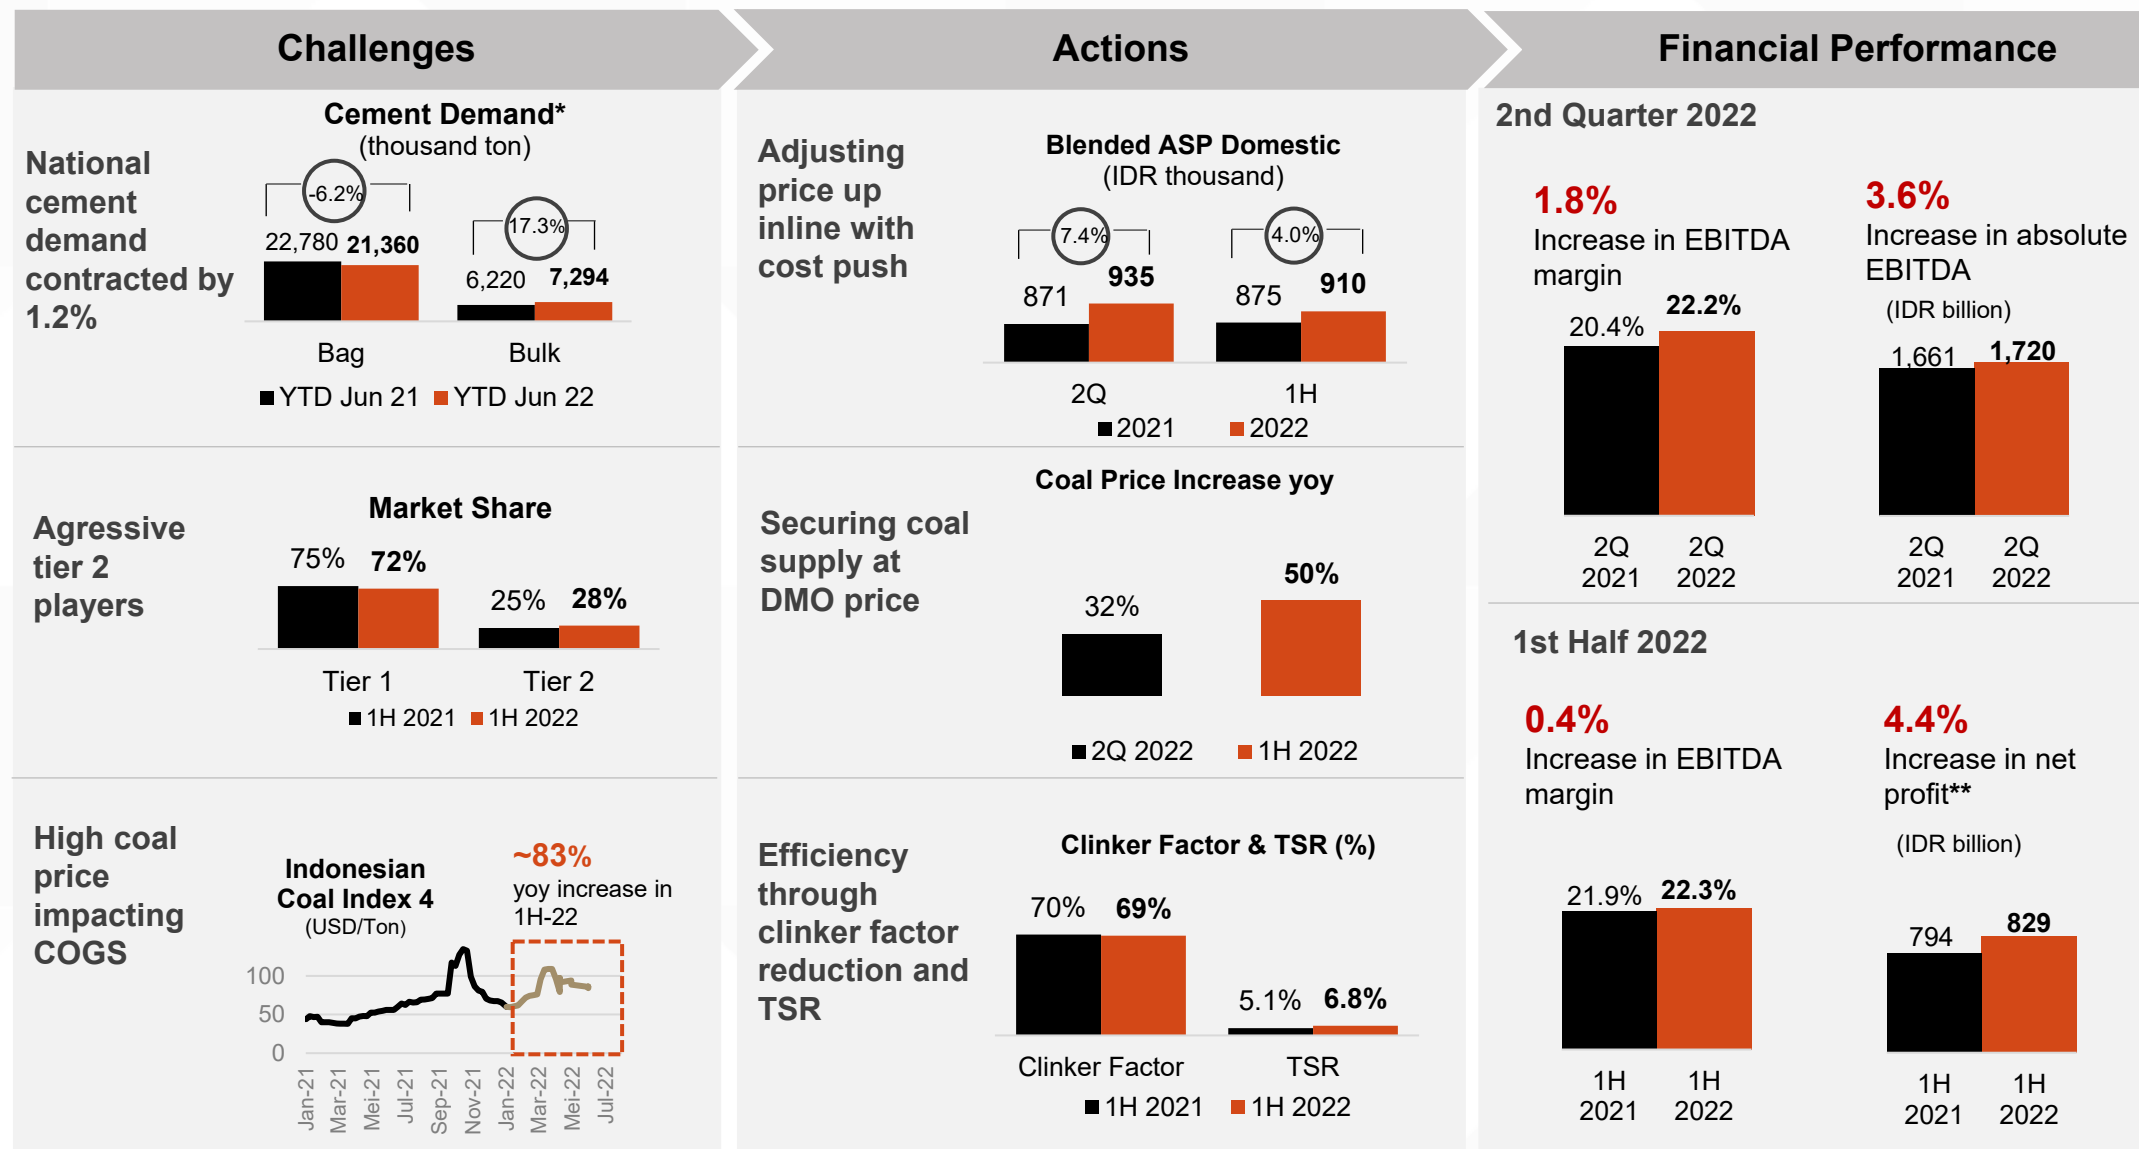 Challenges
Actions
Financial Performance
National
cement
demand
contracted by
1.2%
Cement Demand*
(thousand ton)
-6.2%
17.3%
22,780
21,360
6,220
7,294
Bag
Bulk
YTD Jun 21
YTD Jun 22
Agressive
tier 2
players
Market Share
75%
72%
25%
28%
Tier 1
Tier 2
1H 2021
1H 2022
High coal
price
impacting
COGS
Indonesian
Coal Index 4
(USD/Ton)
~83%
yoy increase in
1H-22
100
50
0
Jan-21
Mar-21
Mei-21
Jul-21
Sep-21
Nov-21
Jan-22
Mar-22
Mei-22
Jul-22
Adjusting
price up
inline with
cost push
Blended ASP Domestic
(IDR thousand)
7.4%
4.0%
871
935
875
910
2Q
1H
2021
2022
Securing coal
supply at
DMO price
Coal Price Increase yoy
32%
50%
2Q 2022
1H 2022
Efficiency
through
clinker factor
reduction and
TSR
Clinker Factor & TSR (%)
70%
69%
5.1%
6.8%
Clinker Factor
TSR
1H 2021
1H 2022
2nd Quarter 2022
1.8%
Increase in EBITDA
margin
20.4%
22.2%
2Q
2021
2Q
2022
3.6%
Increase in absolute
EBITDA
(IDR billion)
1,661
1,720
2Q
2021
2Q
2022
1st Half 2022
0.4%
Increase in EBITDA
margin
21.9%
22.3%
1H
2021
1H
2022
4.4%
Increase in net
profit**
(IDR billion)
794
829
1H
2021
1H
2022